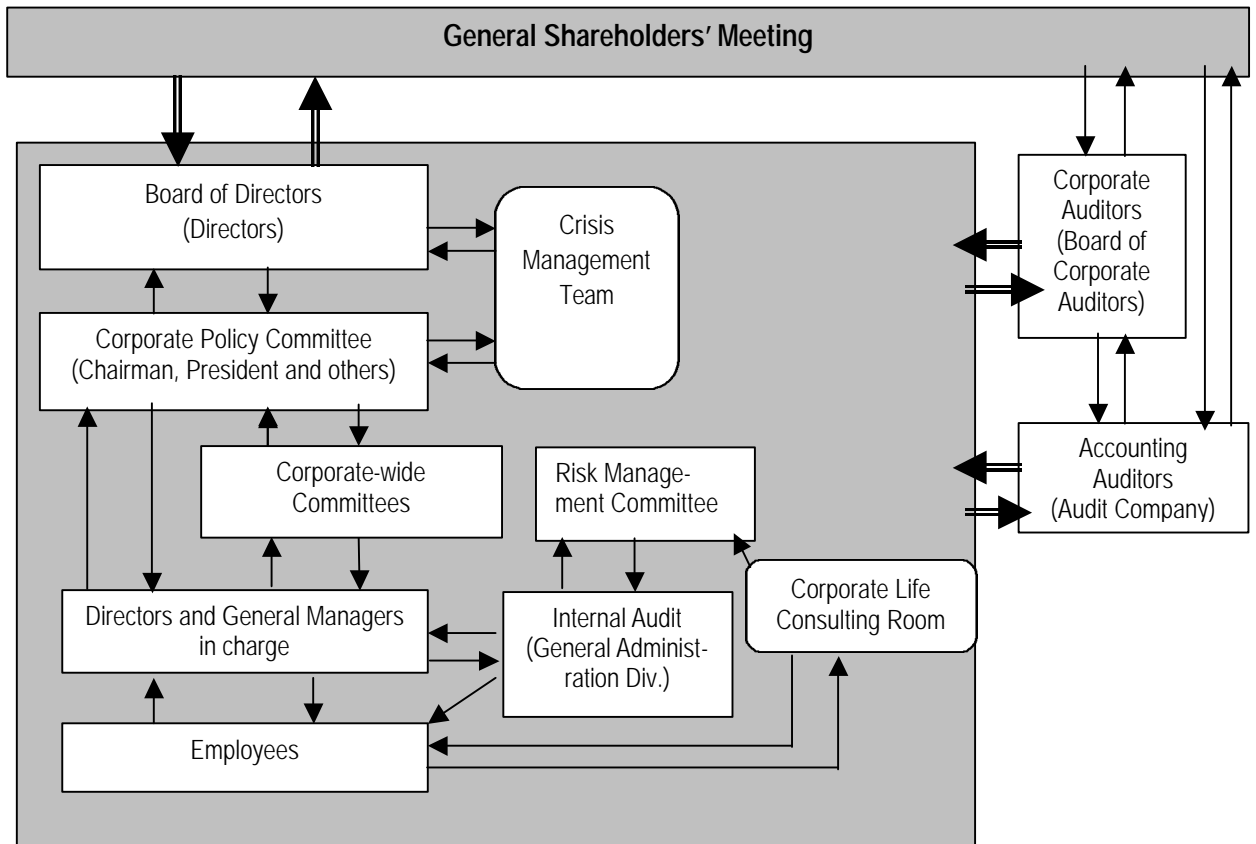 General Shareholders' Meeting
Board of Directors
(Directors)
Crisis
Management
Team
Corporate
Auditors
(Board of
Corporate
Auditors)
Corporate Policy Committee
(Chairman, President and others)
Corporate-wide
Committees
Risk Manage-
ment Committee
Accounting
Auditors
(Audit Company)
Directors and General Managers
in charge
Internal Audit
(General Administ-
ration Div.)
Corporate Life
Consulting Room
Employees